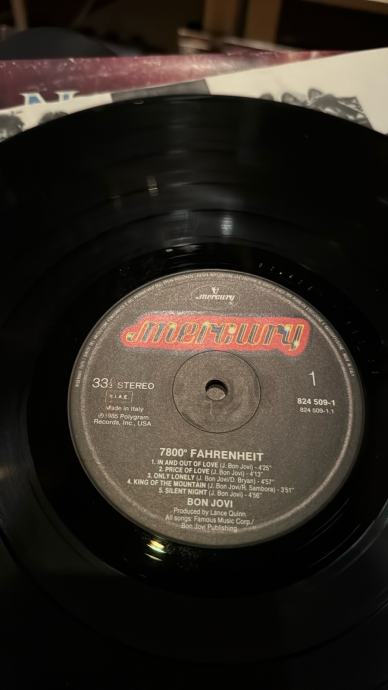 mercury
mercury
33⅓ STEREO
S.I.A.E.
Made in Italy
℗1985 Polygram
Records, Inc., USA
1
824 509-1
824 509-1.1
7800° FAHRENHEIT
1. IN AND OUT OF LOVE (J. Bon Jovi) - 4'25"
2. PRICE OF LOVE (J. Bon Jovi) - 4'13"
3. ONLY LONELY (J. Bon Jovi/D. Bryan) - 4'57"
4. KING OF THE MOUNTAIN (J. Bon Jovi/R. Sambora) - 3'51"
5. SILENT NIGHT (J. Bon Jovi) - 4'56"
BON JOVI
Produced by Lance Quinn.
All songs: Famous Music Corp./
Bon Jovi Publishing.